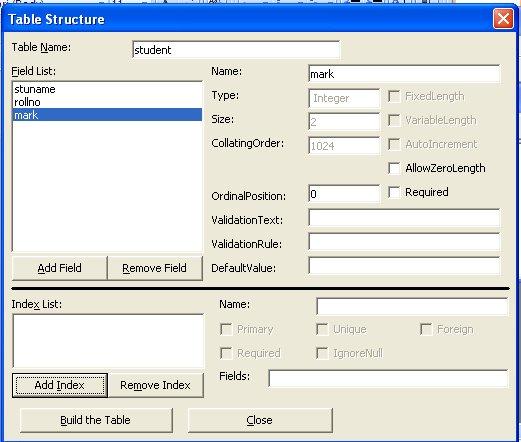 Table Structure
Table Name: student
Field List:
stuname
rollno
mark
Add Field Remove Field
Name: mark
Type: Integer FixedLength
Size: 2 VariableLength
CollatingOrder: 1024 AutoIncrement
AllowZeroLength
OrdinalPosition: 0 Required
ValidationText:
ValidationRule:
DefaultValue:
Index List:
Add Index Remove Index
Name:
Primary Unique Foreign
Required IgnoreNull
Fields:
Build the Table Close